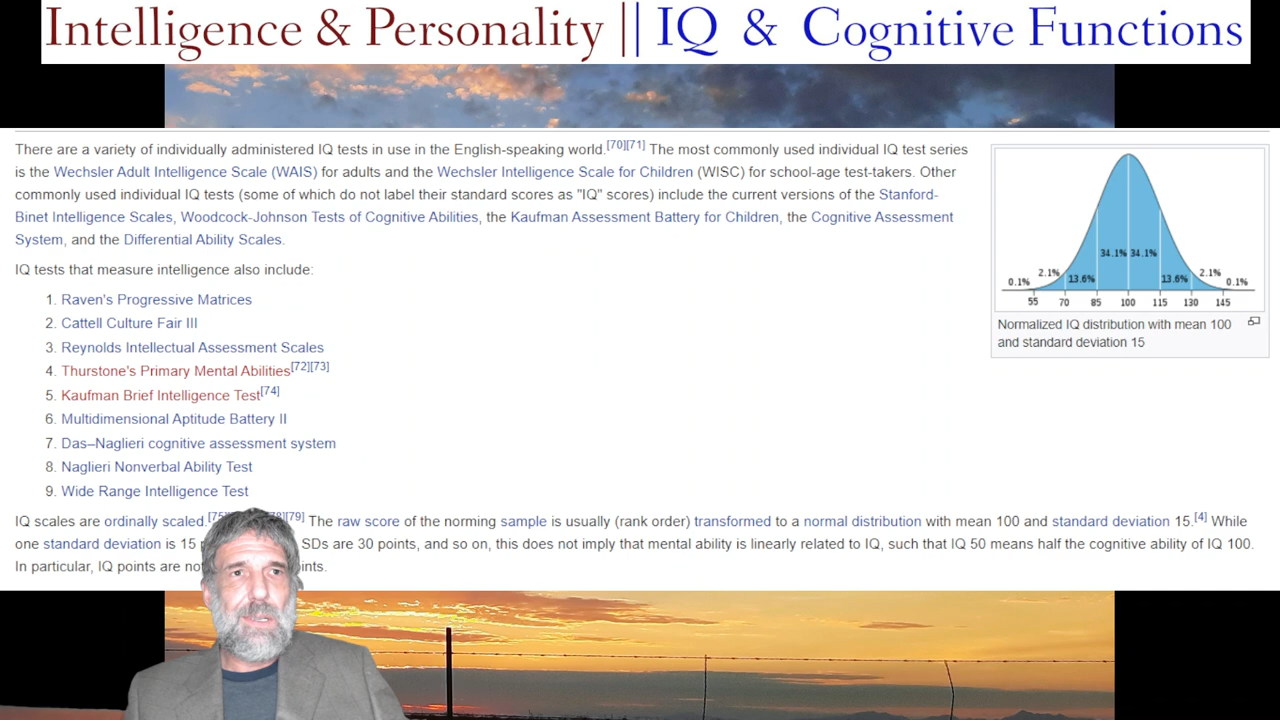 Intelligence & Personality || IQ & Cognitive Functions
There are a variety of individually administered IQ tests in use in the English-speaking world.[70][71] The most commonly used individual IQ test series
is the Wechsler Adult Intelligence Scale (WAIS) for adults and the Wechsler Intelligence Scale for Children (WISC) for school-age test-takers. Other
commonly used individual IQ tests (some of which do not label their standard scores as "IQ" scores) include the current versions of the Stanford-
Binet Intelligence Scales, Woodcock-Johnson Tests of Cognitive Abilities, the Kaufman Assessment Battery for Children, the Cognitive Assessment
System, and the Differential Ability Scales.
IQ tests that measure intelligence also include:
1. Raven's Progressive Matrices
2. Cattell Culture Fair III
3. Reynolds Intellectual Assessment Scales
4. Thurstone's Primary Mental Abilities[72][73]
5. Kaufman Brief Intelligence Test[74]
6. Multidimensional Aptitude Battery II
7. Das–Naglieri cognitive assessment system
8. Naglieri Nonverbal Ability Test
9. Wide Range Intelligence Test
IQ scales are ordinally scaled. [79] The raw score of the norming sample is usually (rank order) transformed to a normal distribution with mean 100 and standard deviation 15.[4] While
one standard deviation is 15 SDs are 30 points, and so on, this does not imply that mental ability is linearly related to IQ, such that IQ 50 means half the cognitive ability of IQ 100.
In particular, IQ points are
34.1% 34.1%
2.1% 2.1%
0.1% 13.6% 13.6% 0.1%
55 70 85 100 115 130 145
Normalized IQ distribution with mean 100
and standard deviation 15